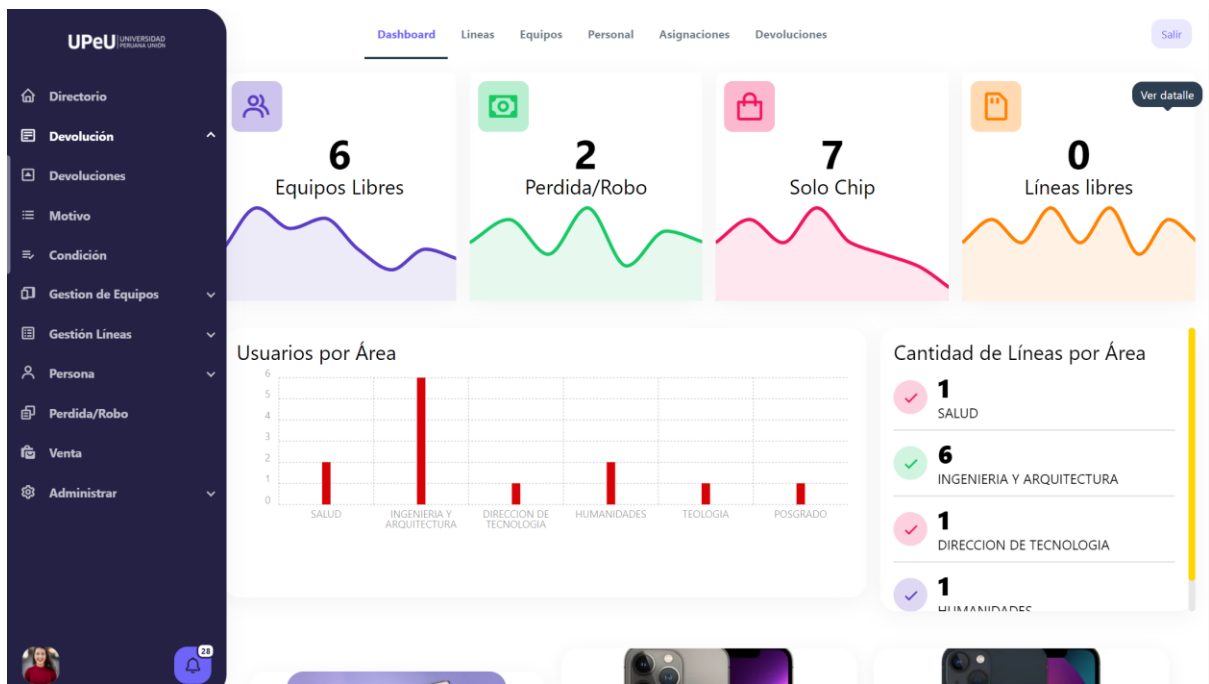 UPeU UNIVERSIDAD PERUANA UNIÓN
Directorio
Devolución
Devoluciones
Motivo
Condición
Gestion de Equipos
Gestión Líneas
Persona
Perdida/Robo
Venta
Administrar
28
Dashboard Lineas Equipos Personal Asignaciones Devoluciones Salir
6
Equipos Libres
2
Perdida/Robo
7
Solo Chip
Ver datalle
0
Líneas libres
Usuarios por Área
6
5
4
3
2
1
0
SALUD
INGENIERIA Y
ARQUITECTURA
DIRECCION DE
TECNOLOGIA
HUMANIDADES
TEOLOGIA
POSGRADO
Cantidad de Líneas por Área
1
SALUD
6
INGENIERIA Y ARQUITECTURA
1
DIRECCION DE TECNOLOGIA
1
HUMANIDADES